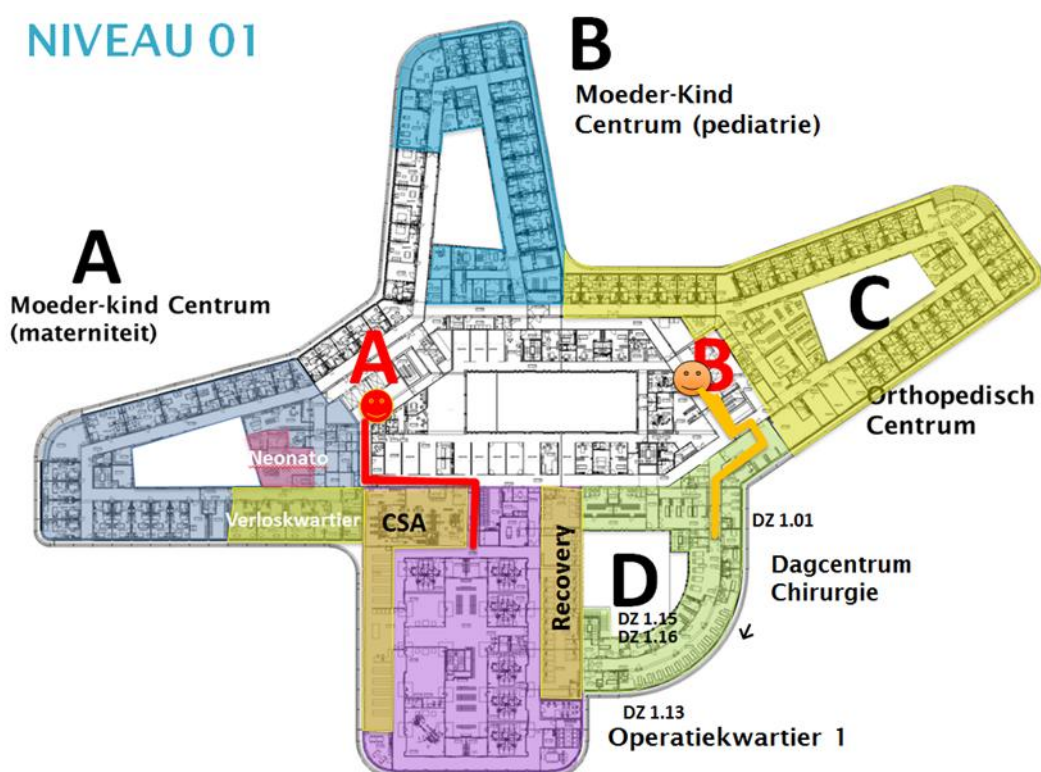 NIVEAU 01
B
Moeder-Kind
Centrum (pediatrie)
A
Moeder-kind Centrum
(materniteit)
C
A
B
Orthopedisch
Centrum
Neonato
Verloskwartier
CSA
Recovery
D
DZ 1.01
Dagcentrum
Chirurgie
DZ 1.15
DZ 1.16
DZ 1.13
Operatiekwartier 1